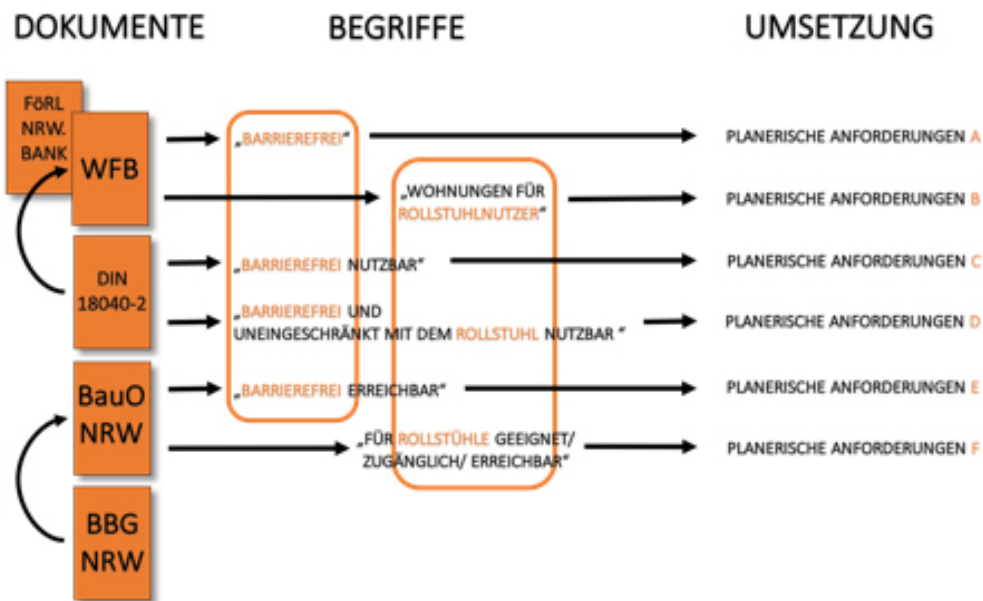 DOKUMENTE
BEGRIFFE
UMSETZUNG
FöRL
NRW.
BANK
WFB
„BARRIEREFREI“
PLANERISCHE ANFORDERUNGEN A
„WOHNUNGEN FÜR
ROLLSTUHLNUTZER“
PLANERISCHE ANFORDERUNGEN B
DIN
18040-2
„BARRIEREFREI NUTZBAR“
PLANERISCHE ANFORDERUNGEN C
„BARRIEREFREI UND
UNEINGESCHRÄNKT MIT DEM ROLLSTUHL NUTZBAR “
PLANERISCHE ANFORDERUNGEN D
BauO
NRW
„BARRIEREFREI ERREICHBAR“
PLANERISCHE ANFORDERUNGEN E
„FÜR ROLLSTÜHLE GEEIGNET/
ZUGÄNGLICH/ ERREICHBAR“
PLANERISCHE ANFORDERUNGEN F
BBG
NRW